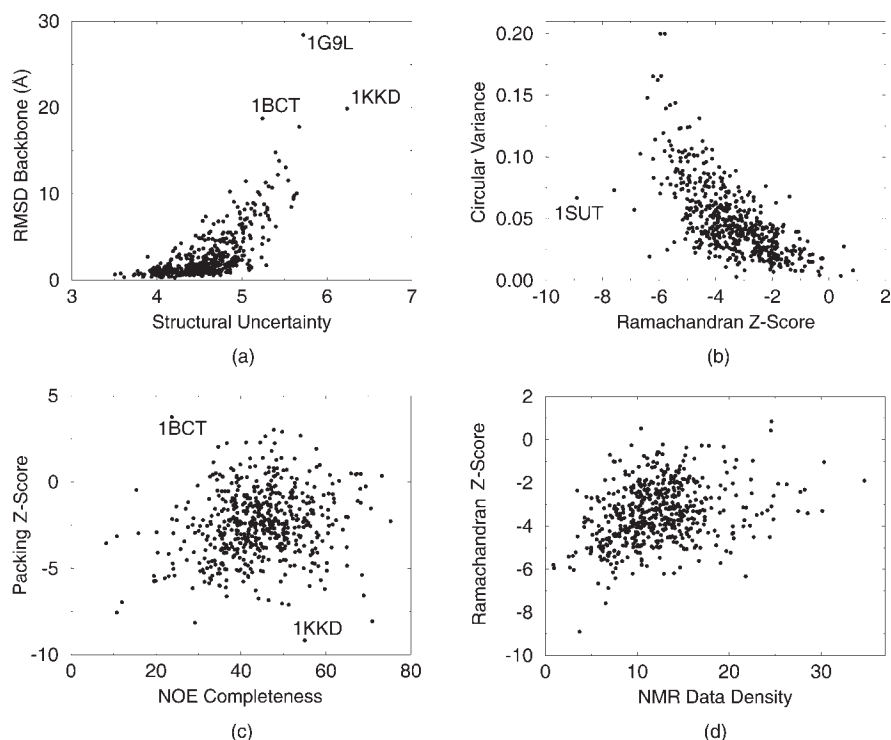 30
20
10
0
RMSD Backbone (Å)
1G9L
1KKD
1BCT
3 4 5 6 7
Structural Uncertainty
(a)
0.20
0.15
0.10
0.05
0.00
Circular Variance
1SUT
-10 -8 -6 -4 -2 0 2
Ramachandran Z-Score
(b)
5
0
-5
-10
Packing Z-Score
1BCT
1KKD
0 20 40 60 80
NOE Completeness
(c)
2
0
-2
-4
-6
-8
-10
Ramachandran Z-Score
0 10 20 30
NMR Data Density
(d)